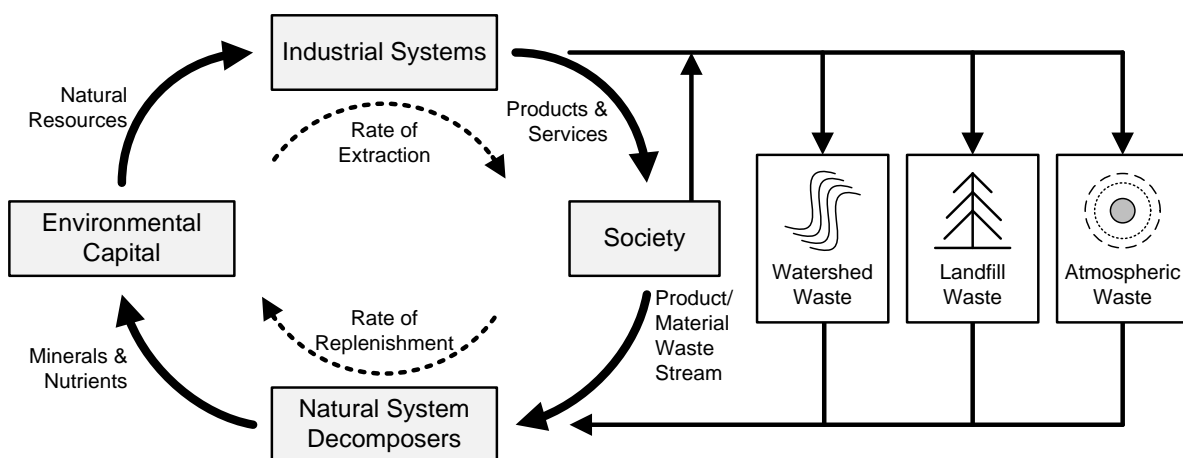 Industrial Systems
Natural
Resources
Rate of
Extraction
Products &
Services
Environmental
Capital
Society
Watershed
Waste
Landfill
Waste
Atmospheric
Waste
Product/
Material
Waste
Stream
Rate of
Replenishment
Minerals &
Nutrients
Natural System
Decomposers